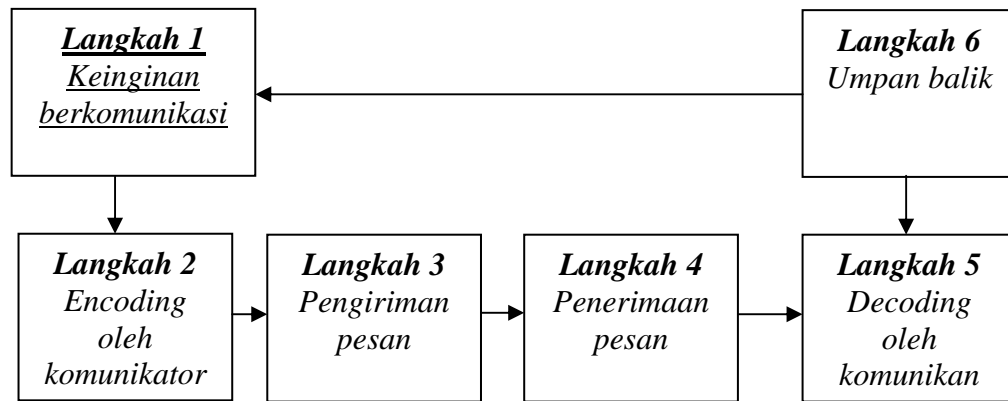 Langkah 1
Keinginan
berkomunikasi
Langkah 6
Umpan balik
Langkah 2
Encoding
oleh
komunikator
Langkah 3
Pengiriman
pesan
Langkah 4
Penerimaan
pesan
Langkah 5
Decoding
oleh
komunikan